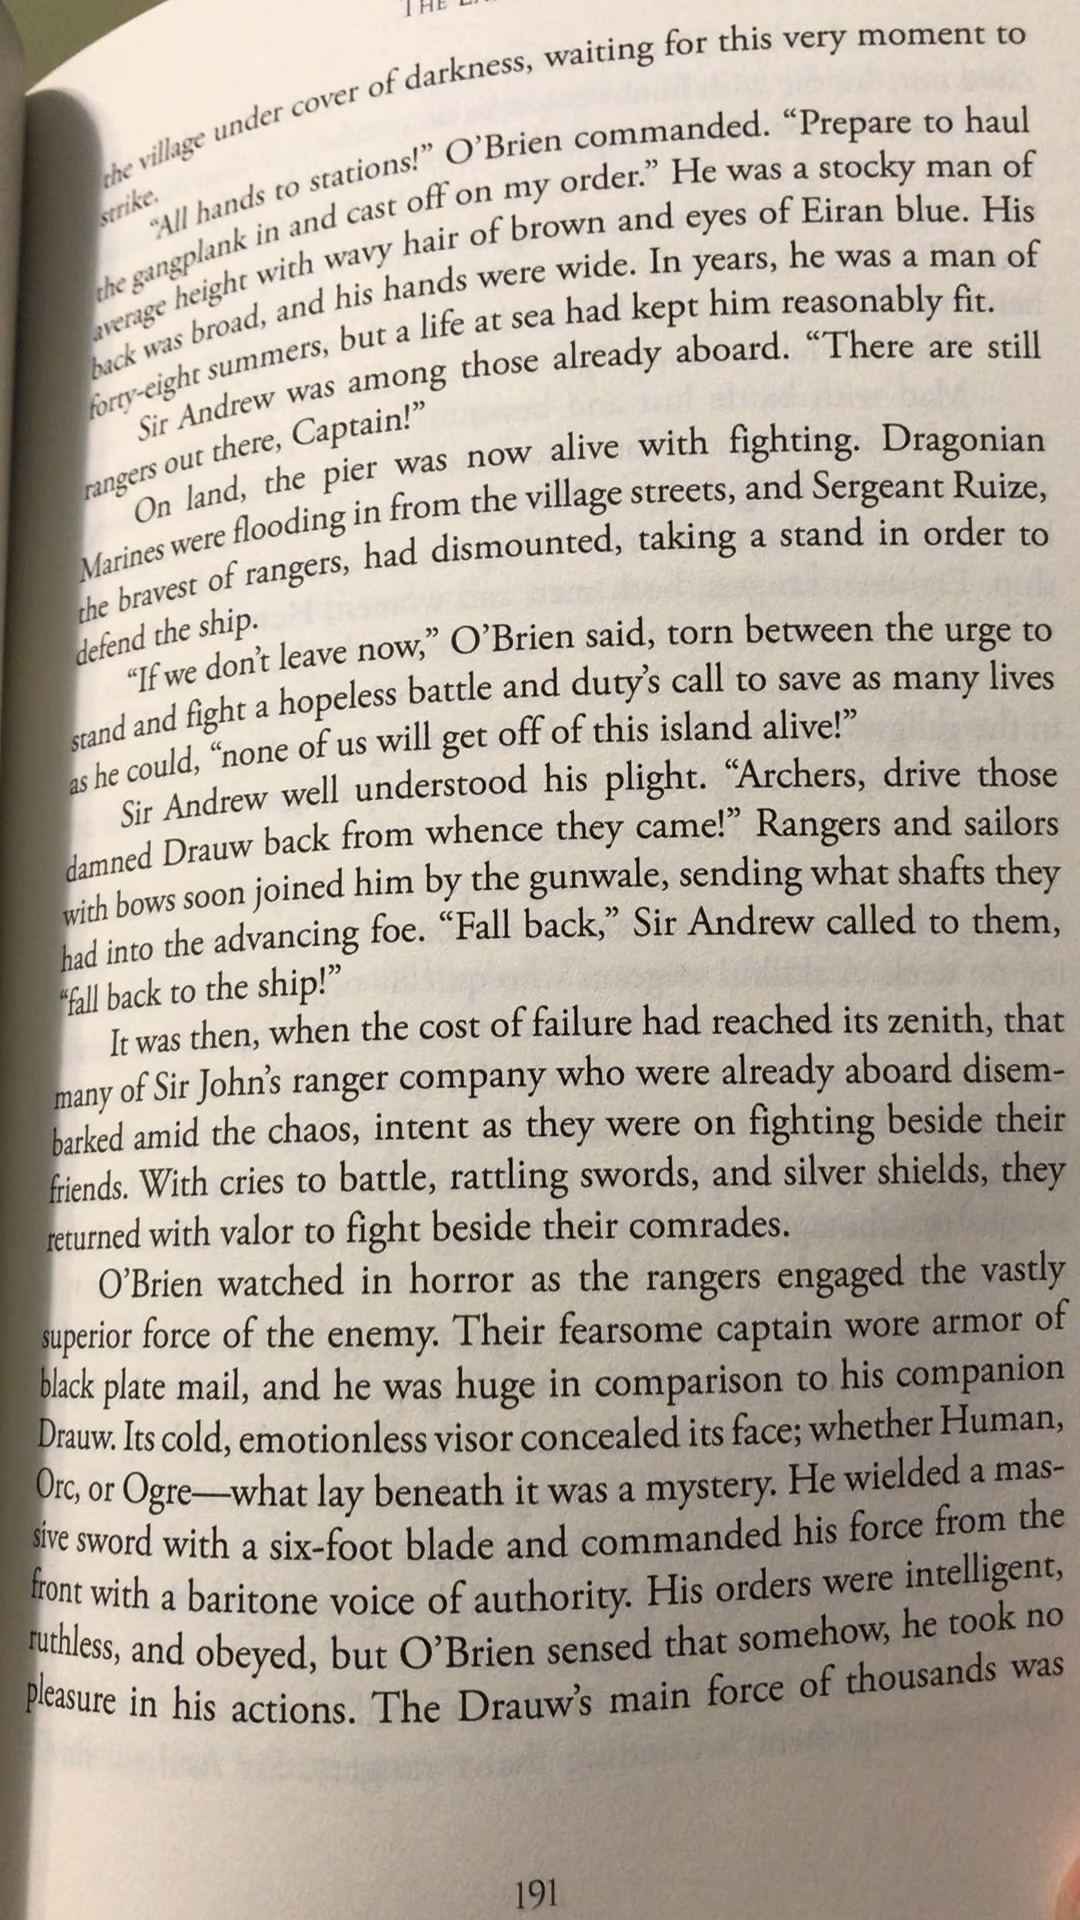 THE
the village under cover of darkness, waiting for this very moment to
strike.
“All hands to stations!” O’Brien commanded. “Prepare to haul
the gangplank in and cast off on my order.” He was a stocky man of
average height with wavy hair of brown and eyes of Eiran blue. His
back was broad, and his hands were wide. In years, he was a man of
forty-eight summers, but a life at sea had kept him reasonably fit.
Sir Andrew was among those already aboard. “There are still
rangers out there, Captain!”
On land, the pier was now alive with fighting. Dragonian
Marines were flooding in from the village streets, and Sergeant Ruize,
the bravest of rangers, had dismounted, taking a stand in order to
defend the ship.
“If we don’t leave now,” O’Brien said, torn between the urge to
stand and fight a hopeless battle and duty’s call to save as many lives
as he could, “none of us will get off of this island alive!”
Sir Andrew well understood his plight. “Archers, drive those
damned Drauw back from whence they came!” Rangers and sailors
with bows soon joined him by the gunwale, sending what shafts they
had into the advancing foe. “Fall back,” Sir Andrew called to them,
“fall back to the ship!”
It was then, when the cost of failure had reached its zenith, that
many of Sir John’s ranger company who were already aboard disem-
barked amid the chaos, intent as they were on fighting beside their
friends. With cries to battle, rattling swords, and silver shields, they
returned with valor to fight beside their comrades.
O’Brien watched in horror as the rangers engaged the vastly
superior force of the enemy. Their fearsome captain wore armor of
black plate mail, and he was huge in comparison to his companion
Drauw. Its cold, emotionless visor concealed its face; whether Human,
Orc, or Ogre—what lay beneath it was a mystery. He wielded a mas-
sive sword with a six-foot blade and commanded his force from the
front with a baritone voice of authority. His orders were intelligent,
ruthless, and obeyed, but O’Brien sensed that somehow, he took no
pleasure in his actions. The Drauw’s main force of thousands was
191